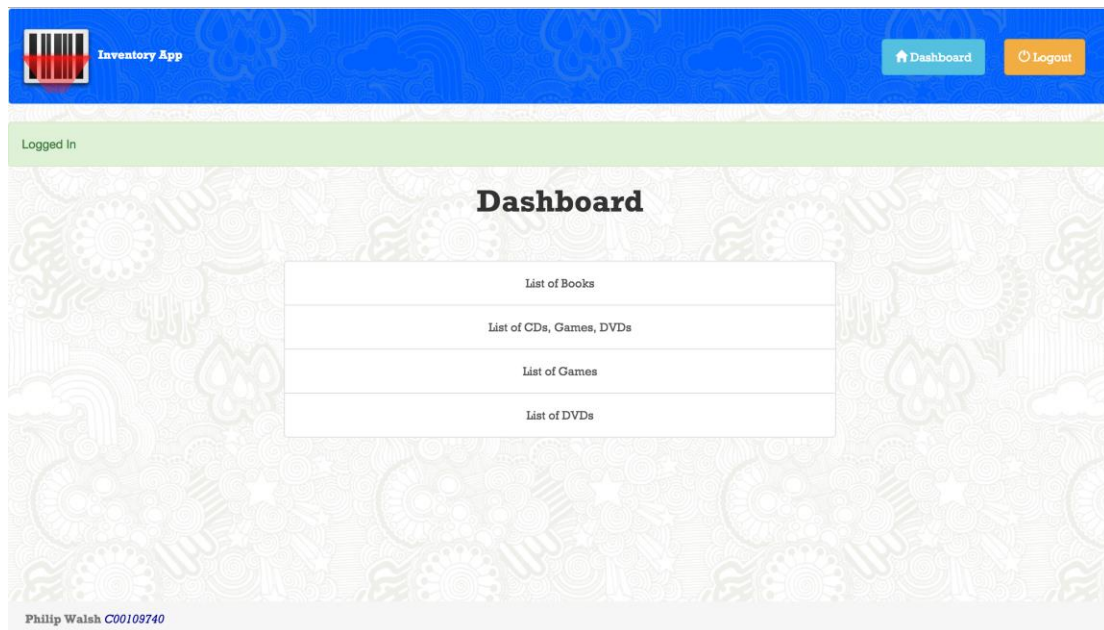 Inventory App
Dashboard
Logout
Logged In
Dashboard
List of Books
List of CDs, Games, DVDs
List of Games
List of DVDs
Philip Walsh C00109740